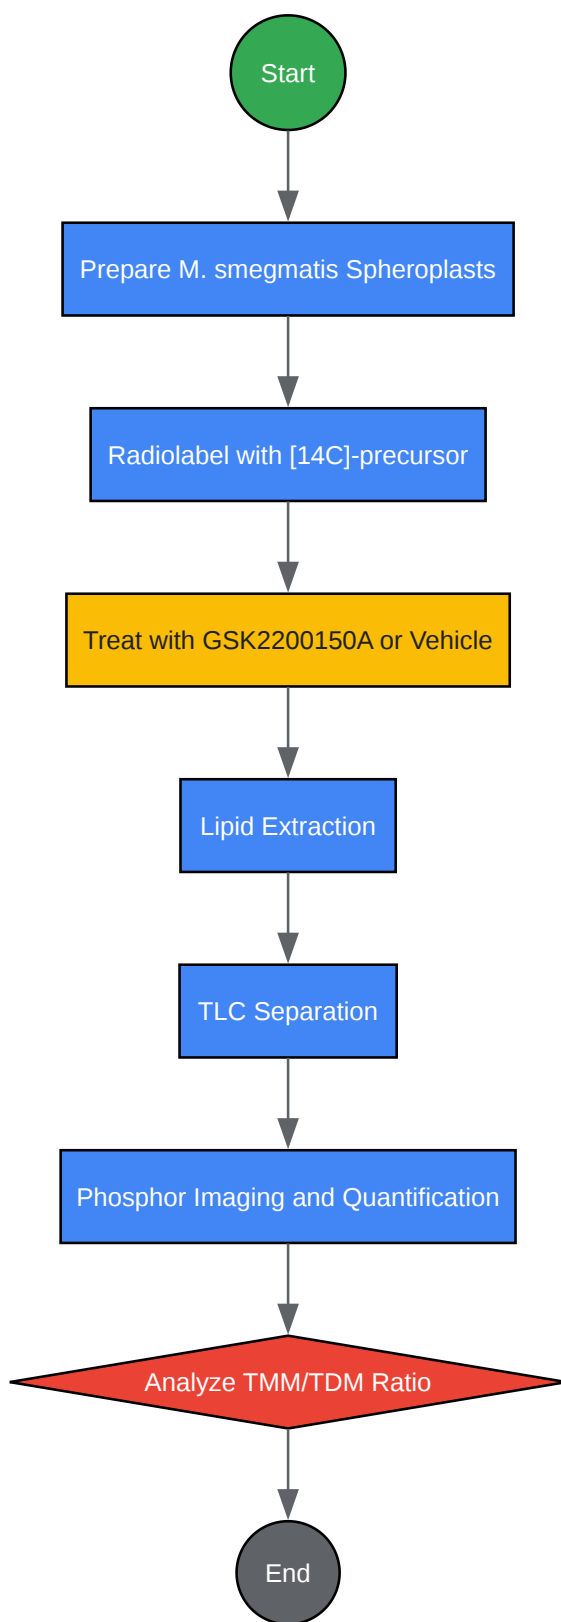 Start
Prepare M. smegmatis Spheroplasts
Radiolabel with [14C]-precursor
Treat with GSK2200150A or Vehicle
Lipid Extraction
TLC Separation
Phosphor Imaging and Quantification
Analyze TMM/TDM Ratio
End